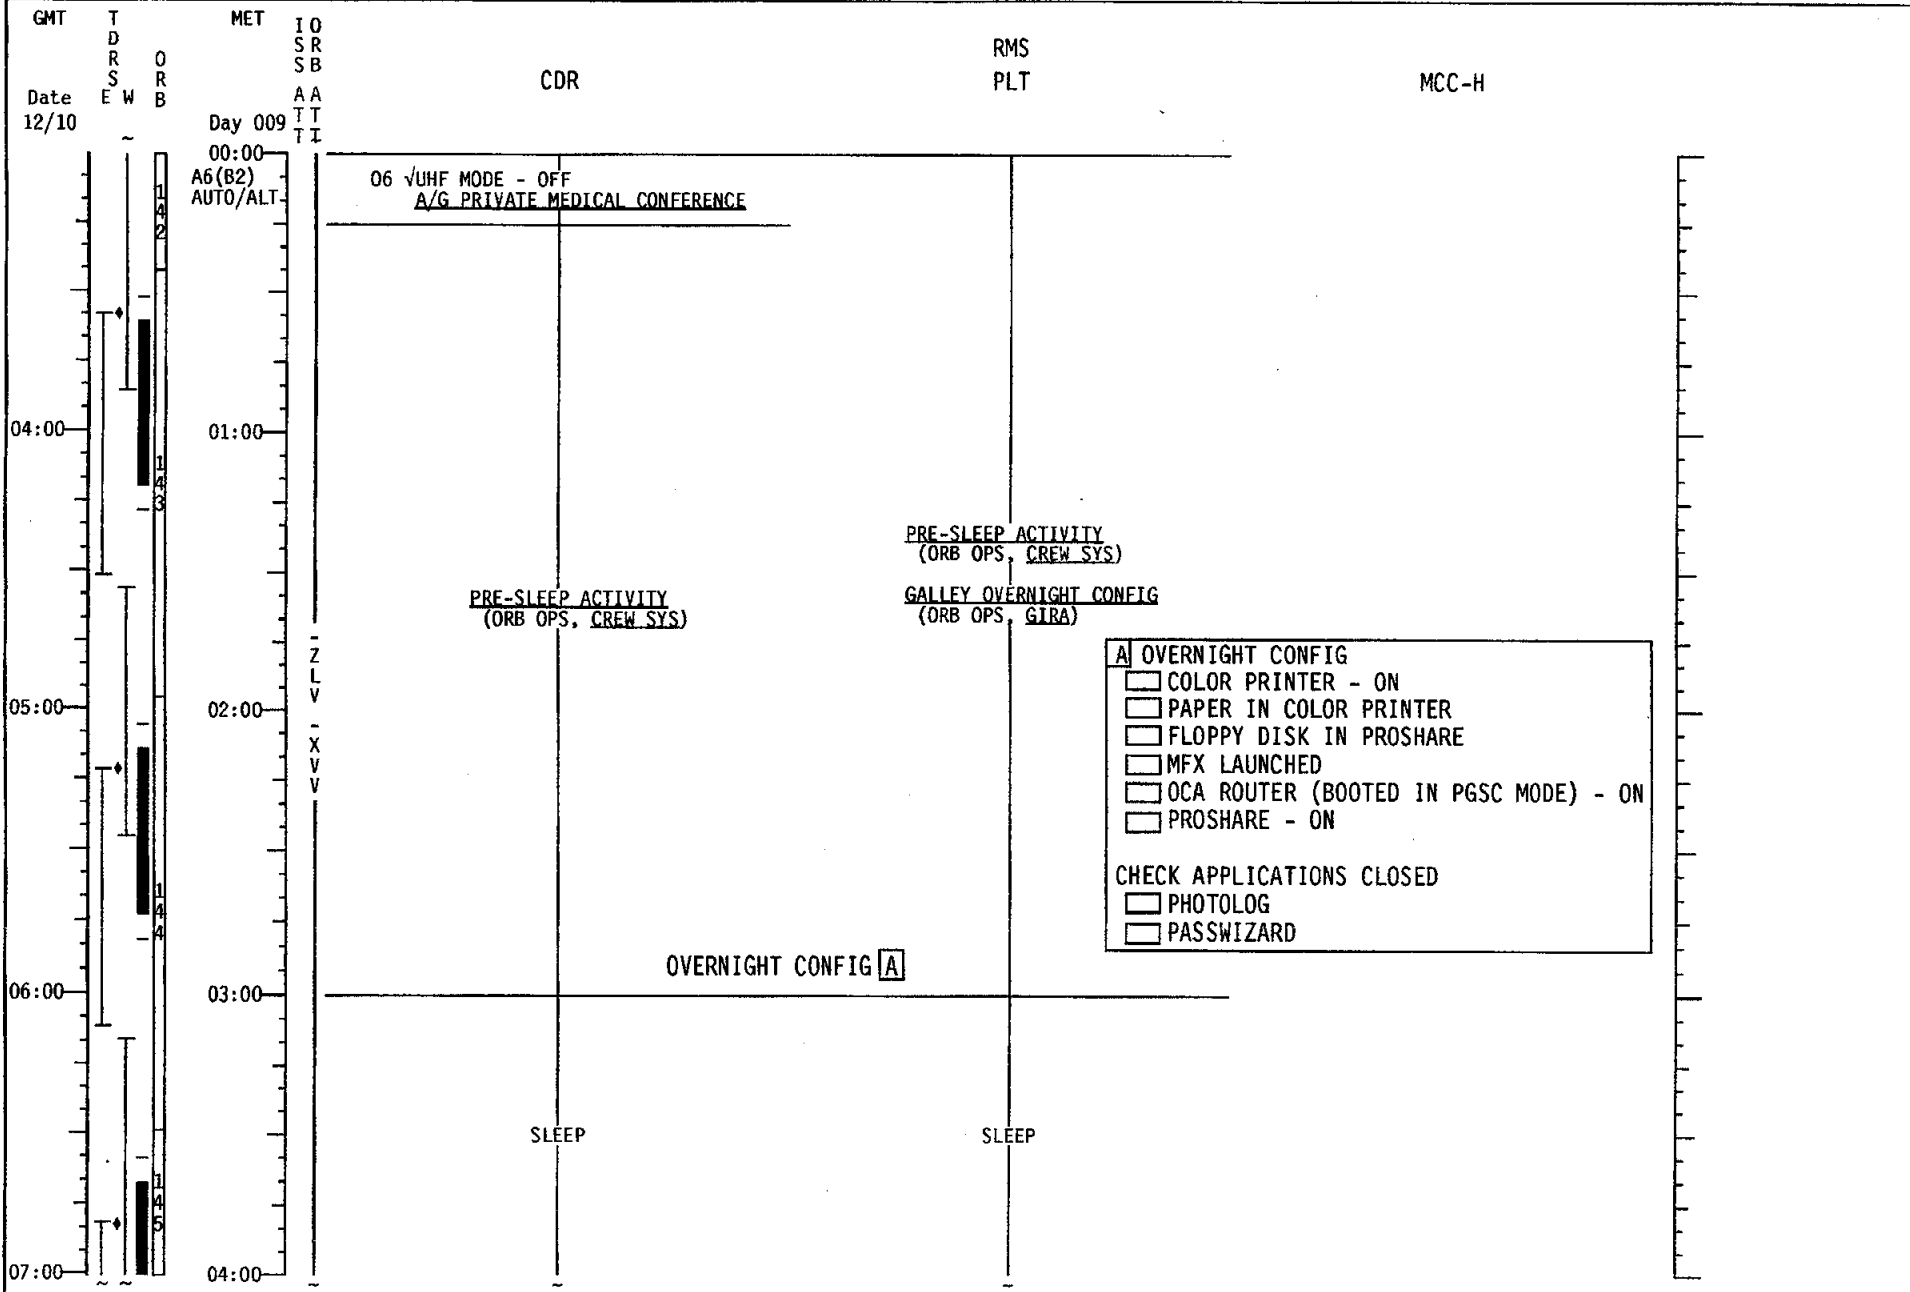 GMT
TDRS
E W
ORB
MET
ISS ATT
ORB ATT
CDR
RMS
PLT
MCC-H
Date
12/10
Day 009
00:00
A6(B2)
AUTO/ALT
O6 √UHF MODE - OFF
A/G PRIVATE MEDICAL CONFERENCE
142
04:00
01:00
143
PRE-SLEEP ACTIVITY
(ORB OPS, CREW SYS)
GALLEY OVERNIGHT CONFIG
(ORB OPS, GIRA)
PRE-SLEEP ACTIVITY
(ORB OPS, CREW SYS)
-ZLV -XVV
05:00
02:00
A OVERNIGHT CONFIG
COLOR PRINTER - ON
PAPER IN COLOR PRINTER
FLOPPY DISK IN PROSHARE
MFX LAUNCHED
OCA ROUTER (BOOTED IN PGSC MODE) - ON
PROSHARE - ON
CHECK APPLICATIONS CLOSED
PHOTOLOG
PASSWIZARD
144
OVERNIGHT CONFIG A
06:00
03:00
SLEEP
SLEEP
145
07:00
04:00